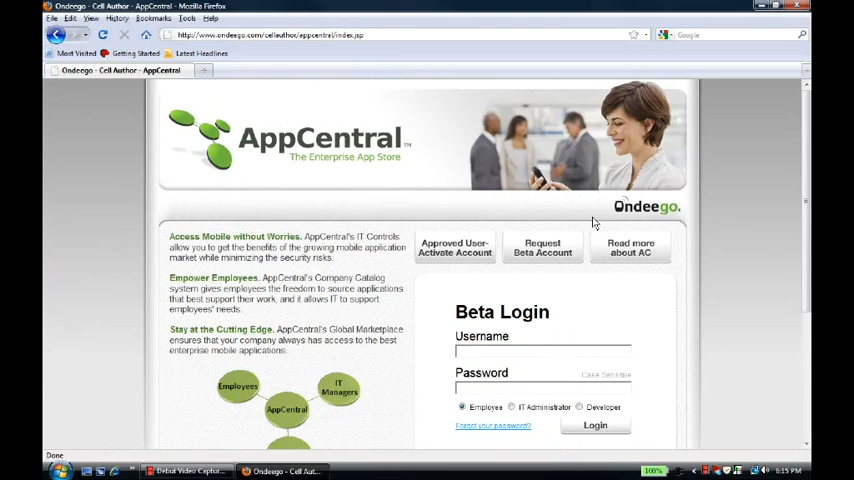 Ondeego - Cell Author - AppCentral - Mozilla Firefox
File Edit View History Bookmarks Tools Help
http://www.ondeego.com/cellauthor/appcentral/index.jsp
Google
Most Visited Getting Started Latest Headlines
Ondeego - Cell Author - AppCentral
AppCentral™
The Enterprise App Store
Ondeego.
Access Mobile without Worries. AppCentral's IT Controls
allow you to get the benefits of the growing mobile application
market while minimizing the security risks.
Empower Employees. AppCentral's Company Catalog
system gives employees the freedom to source applications
that best support their work, and it allows IT to support
employees' needs.
Stay at the Cutting Edge. AppCentral's Global Marketplace
ensures that your company always has access to the best
enterprise mobile applications.
Employees
IT
Managers
AppCentral
Approved User-
Activate Account
Request
Beta Account
Read more
about AC
Beta Login
Username
Password
Case Sensitive
Employee IT Administrator Developer
Forgot your password?
Login
Done
Debut Video Captur...
Ondeego - Cell Aut...
100%
6:15 PM